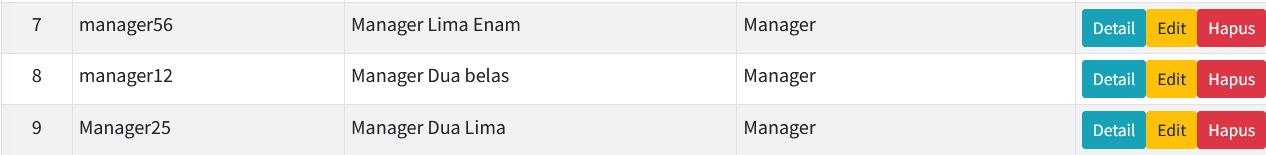 7 manager56 Manager Lima Enam Manager Detail Edit Hapus
8 manager12 Manager Dua belas Manager Detail Edit Hapus
9 Manager25 Manager Dua Lima Manager Detail Edit Hapus